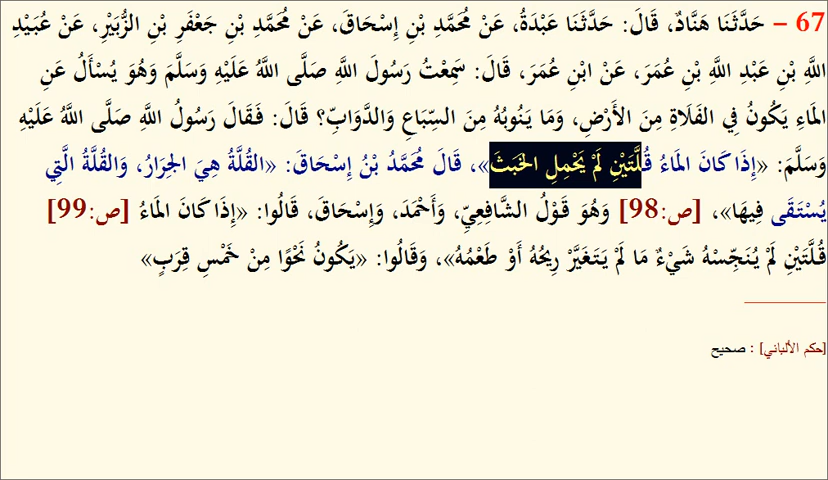 67 - حَدَّثَنَا هَنَّادٌ، قَالَ: حَدَّثَنَا عَبْدَةُ، عَنْ مُحَمَّدِ بْنِ إِسْحَاقَ، عَنْ مُحَمَّدِ بْنِ جَعْفَرِ بْنِ الزُّبَيْرِ، عَنْ عُبَيْدِ
اللَّهِ بْنِ عَبْدِ اللَّهِ بْنِ عُمَرَ، عَنْ ابْنِ عُمَرَ، قَالَ: سَمِعْتُ رَسُولَ اللَّهِ صَلَّى اللَّهُ عَلَيْهِ وَسَلَّمَ وَهُوَ يُسْأَلُ عَنِ
المَاءِ يَكُونُ فِي الفَلَاةِ مِنَ الأَرْضِ، وَمَا يَنُوبُهُ مِنَ السِّبَاعِ وَالدَّوَابِّ؟ قَالَ: فَقَالَ رَسُولُ اللَّهِ صَلَّى اللَّهُ عَلَيْهِ
وَسَلَّمَ: «إِذَا كَانَ المَاءُ قُلَّتَيْنِ لَمْ يَحْمِلِ الخَبَثَ»، قَالَ مُحَمَّدُ بْنُ إِسْحَاقَ: «القُلَّةُ هِيَ الجِرَارُ، وَالقُلَّةُ الَّتِي
يُسْتَقَى فِيهَا»، [ص:98] وَهُوَ قَوْلُ الشَّافِعِيِّ، وَأَحْمَدَ، وَإِسْحَاقَ، قَالُوا: «إِذَا كَانَ المَاءُ [ص:99]
قُلَّتَيْنِ لَمْ يُنَجِّسْهُ شَيْءٌ مَا لَمْ يَتَغَيَّرْ رِيحُهُ أَوْ طَعْمُهُ»، وَقَالُوا: «يَكُونُ نَحْوًا مِنْ خَمْسِ قِرَبٍ»
[حكم الألباني] : صحيح